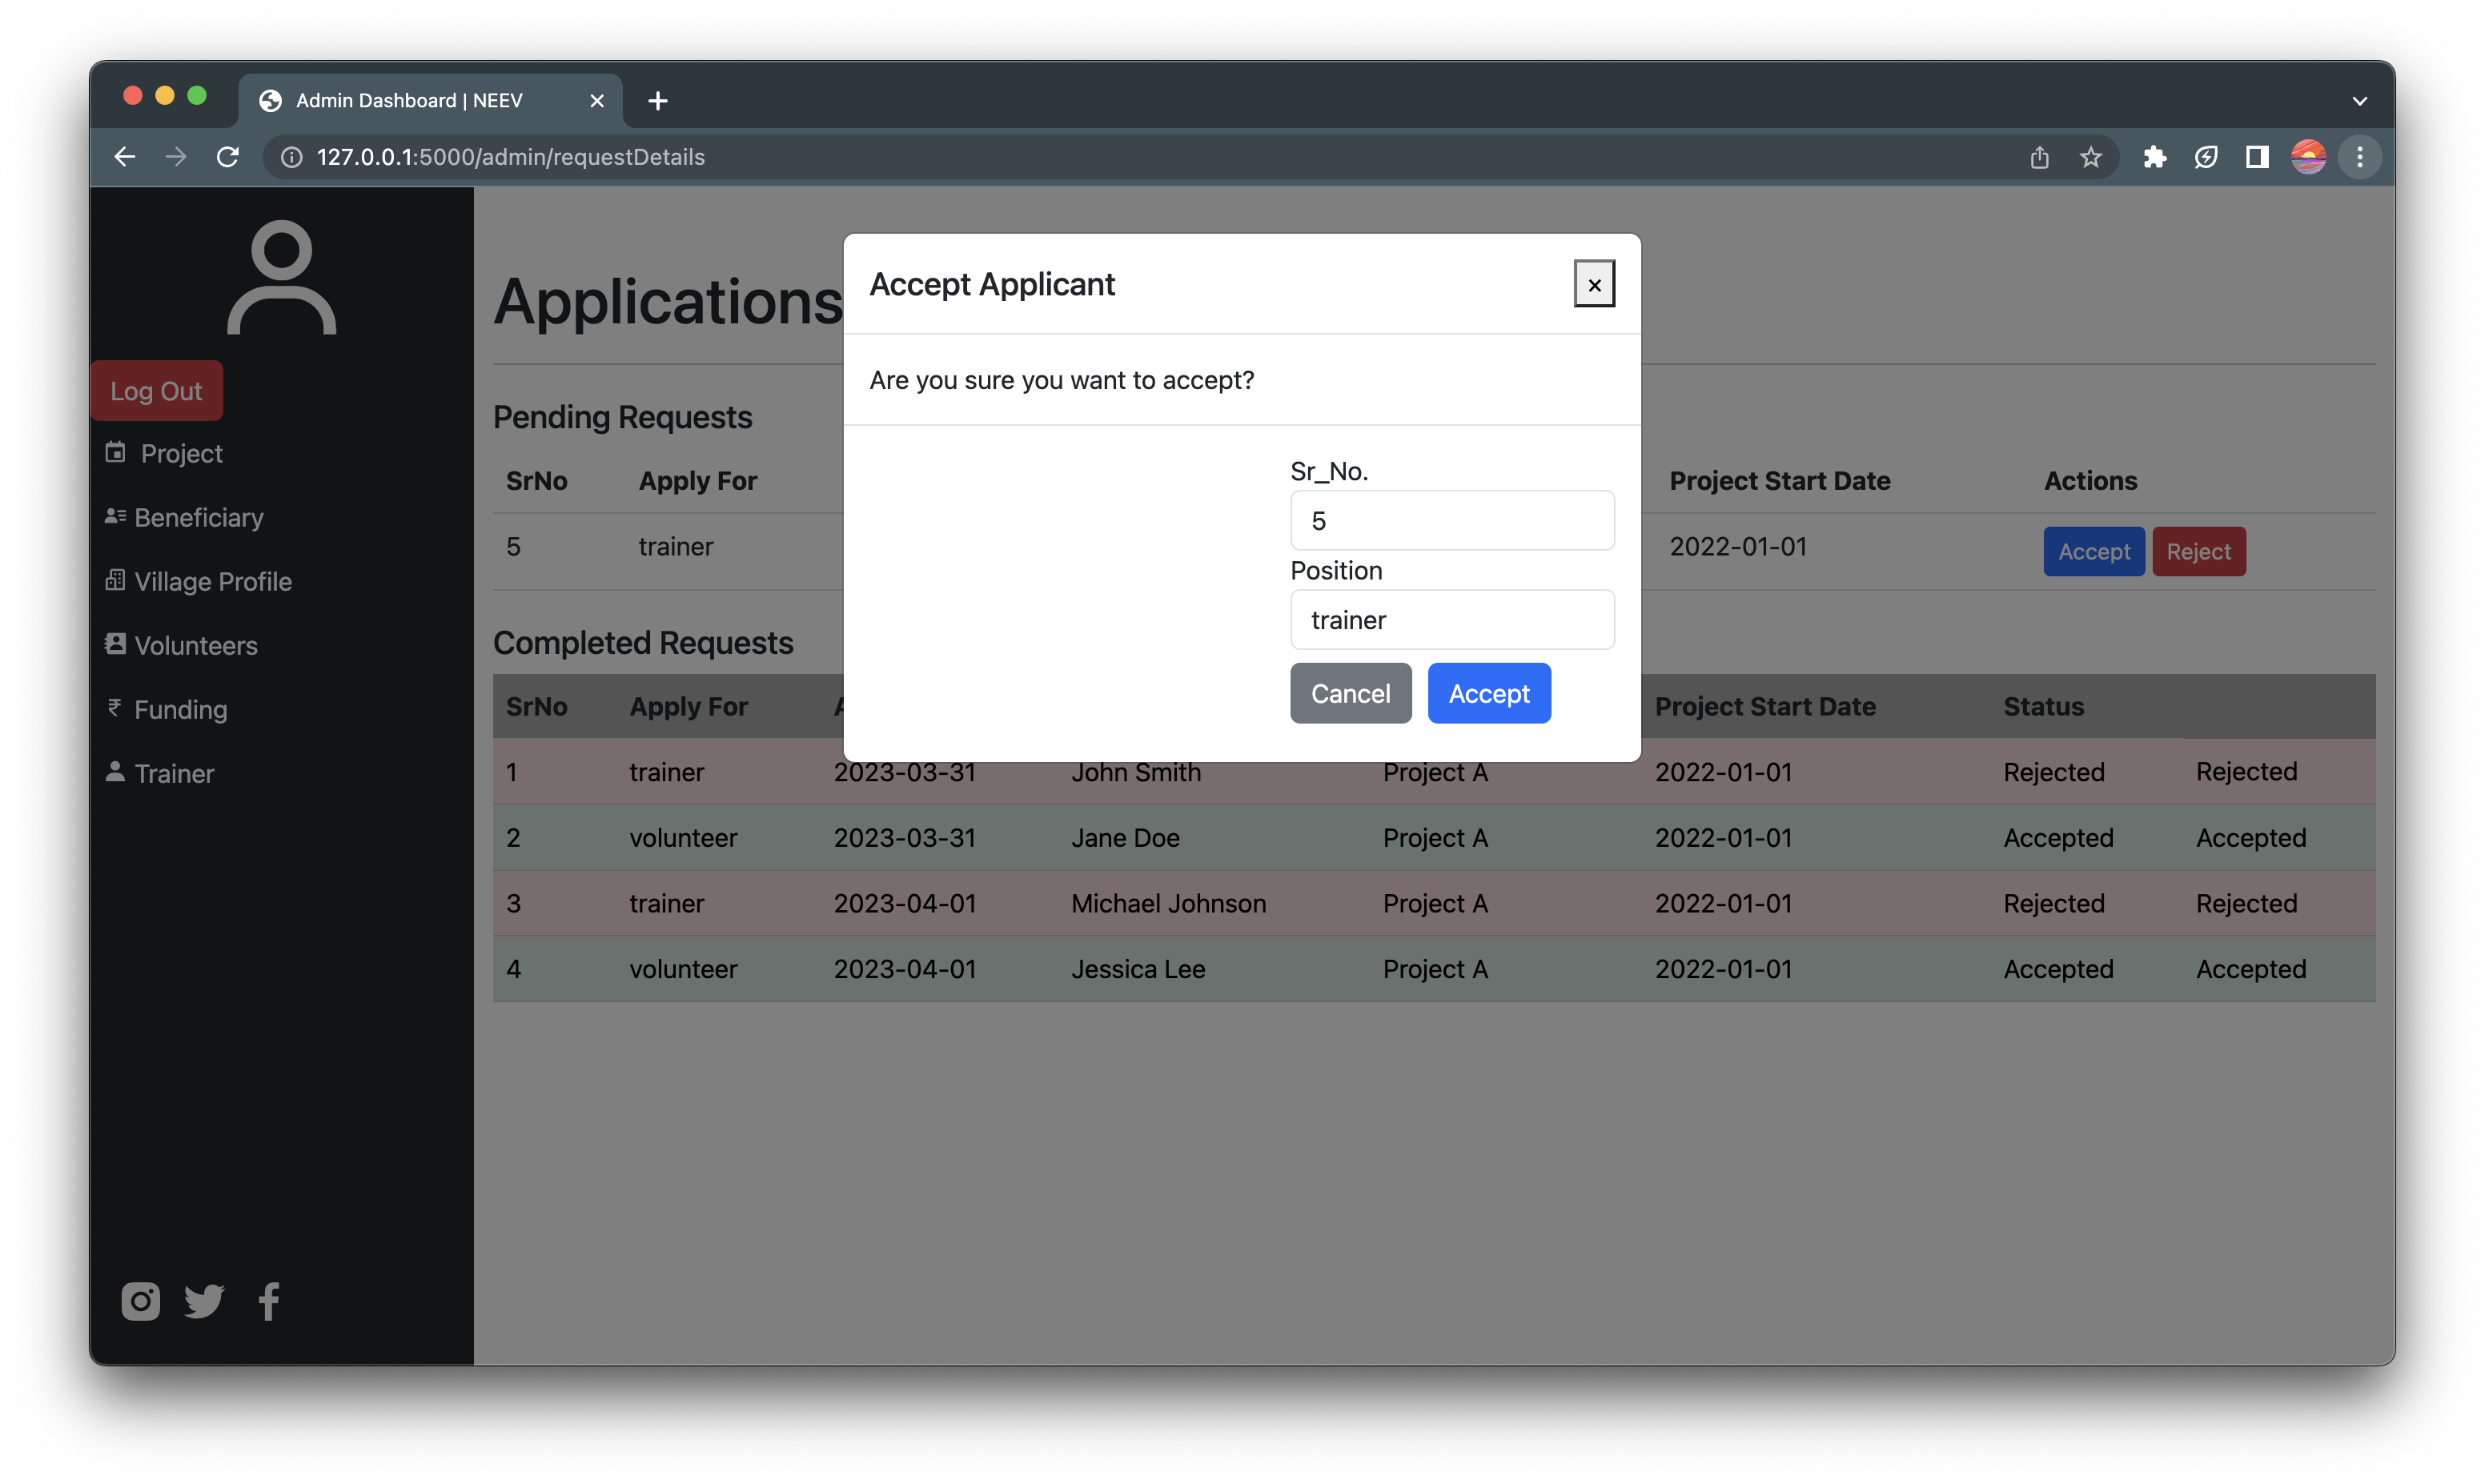 Admin Dashboard | NEEV
127.0.0.1:5000/admin/requestDetails
Log Out
Project
Beneficiary
Village Profile
Volunteers
Funding
Trainer
Applications
Accept Applicant
×
Are you sure you want to accept?
Sr_No.
5
Position
trainer
Cancel Accept
Pending Requests
SrNo Apply For Project Start Date Actions
5 trainer 2022-01-01 Accept Reject
Completed Requests
SrNo Apply For Project Start Date Status
1 trainer 2023-03-31 John Smith Project A 2022-01-01 Rejected Rejected
2 volunteer 2023-03-31 Jane Doe Project A 2022-01-01 Accepted Accepted
3 trainer 2023-04-01 Michael Johnson Project A 2022-01-01 Rejected Rejected
4 volunteer 2023-04-01 Jessica Lee Project A 2022-01-01 Accepted Accepted